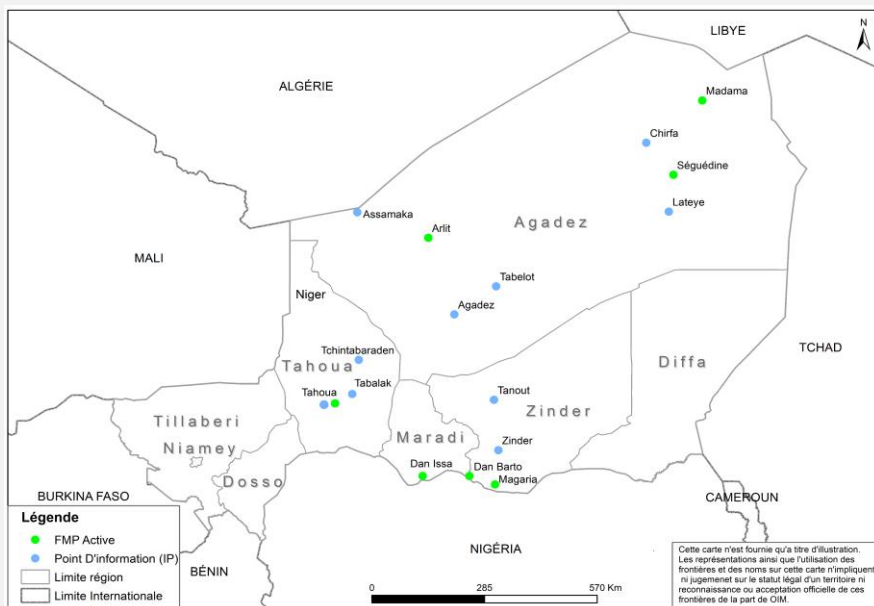 LIBYE
N
ALGÉRIE
Madama
Chirfa
Séguédine
Assamaka
Lateye
Arlit
Agadez
MALI
Tabelot
Niger
Agadez
TCHAD
Tchintabaraden
Diffa
Tahoua
Tabalak
Tahoua
Tanout
Zinder
Tillaberi
Maradi
Niamey
Zinder
Dan Issa
Dan Barto
Dosso
Magaria
BURKINA FASO
CAMEROUN
Légende
FMP Active
Point D'information (IP)
Limite région
Limite Internationale
BÉNIN
NIGÉRIA
0 285 570 Km
Cette carte n'est fournie qu'a titre d'illustration.
Les représentations ainsi que l'utilisation des
frontières et des noms sur cette carte n'impliquent
ni jugemenet sur le statut légal d'un territoire ni
reconnaissance ou acceptation officielle de ces
frontières de la part de OIM.